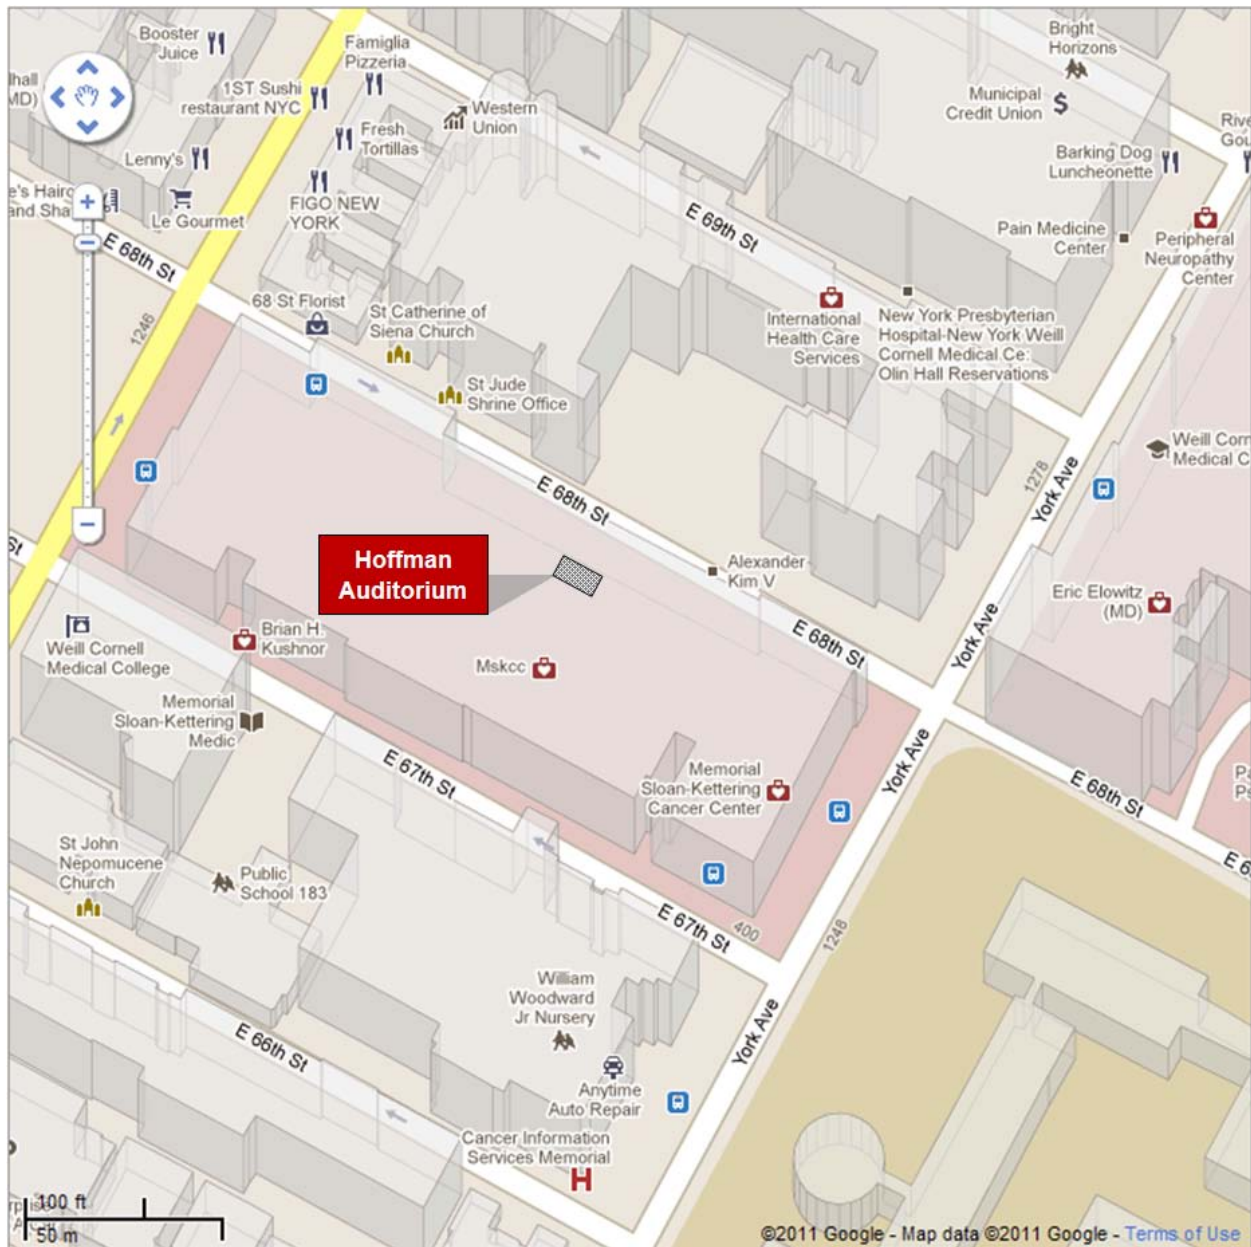 Booster
Juice
Famiglia
Pizzeria
Bright
Horizons
1ST Sushi
restaurant NYC
Western
Union
Municipal
Credit Union
Fresh
Tortillas
Lenny's
Barking Dog
Luncheonette
FIGO NEW
YORK
Le Gourmet
E 69th St
Pain Medicine
Center
Peripheral
Neuropathy
Center
E 68th St
68 St Florist
St Catherine of
Siena Church
International
Health Care
Services
New York Presbyterian
Hospital-New York Weill
Cornell Medical Ce:
Olin Hall Reservations
1246
St Jude
Shrine Office
Weill Corn
Medical C
1278
York Ave
E 68th St
St
Hoffman
Auditorium
Alexander
Kim V
Eric Elowitz
(MD)
Brian H.
Kushnor
Weill Cornell
Medical College
E 68th St
York Ave
Mskcc
Memorial
Sloan-Kettering
Medic
E 67th St
Memorial
Sloan-Kettering
Cancer Center
York Ave
E 68th St
St John
Nepomucene
Church
Public
School 183
E 67th St
400
1248
William
Woodward
Jr Nursery
York Ave
E 66th St
Anytime
Auto Repair
Cancer Information
Services Memorial
H
100 ft
50 m
©2011 Google - Map data ©2011 Google - Terms of Use